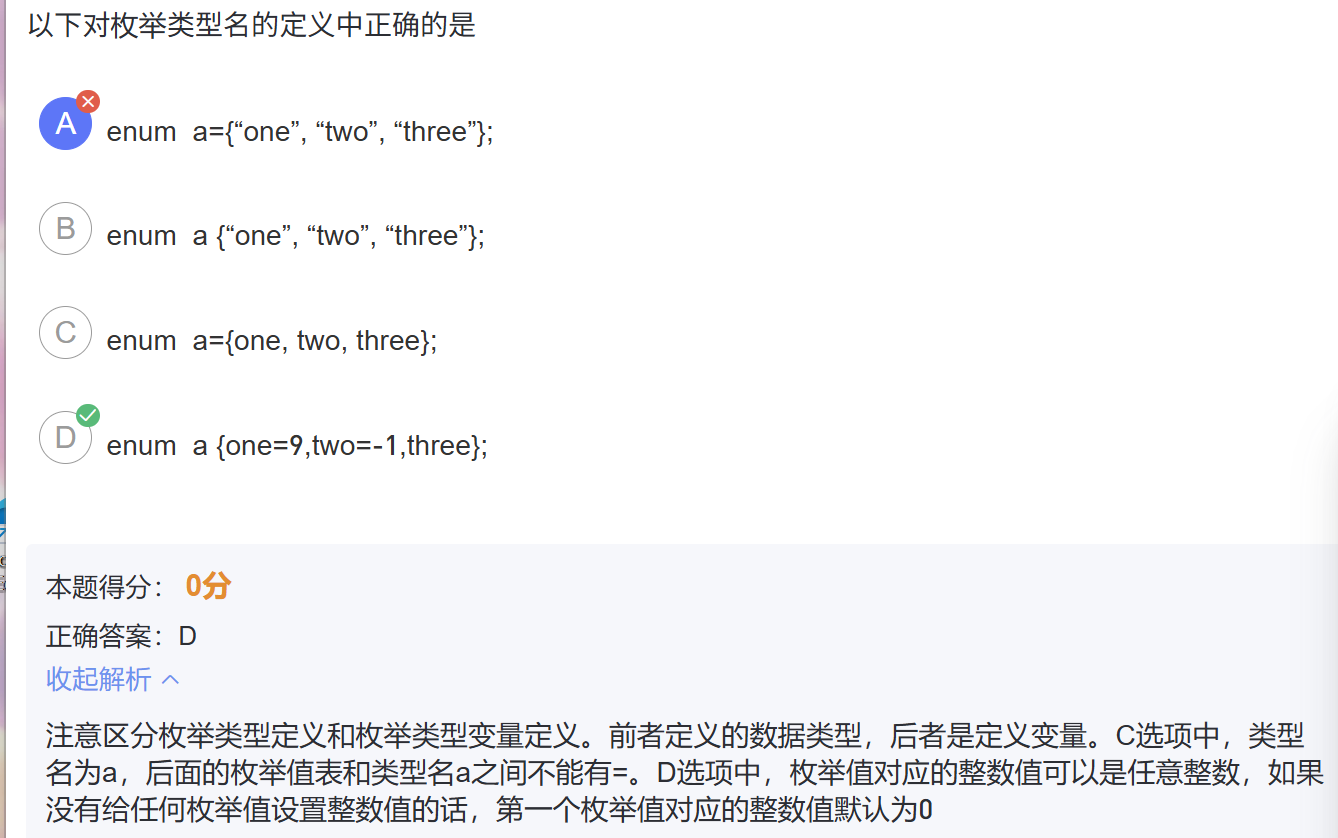 以下对枚举类型名的定义中正确的是
A enum a={“one”, “two”, “three”};
B enum a {“one”, “two”, “three”};
C enum a={one, two, three};
D enum a {one=9,two=-1,three};
本题得分： 0分
正确答案：D
收起解析
注意区分枚举类型定义和枚举类型变量定义。前者定义的数据类型，后者是定义变量。C选项中，类型
名为a，后面的枚举值表和类型名a之间不能有=。D选项中，枚举值对应的整数值可以是任意整数，如果
没有给任何枚举值设置整数值的话，第一个枚举值对应的整数值默认为0